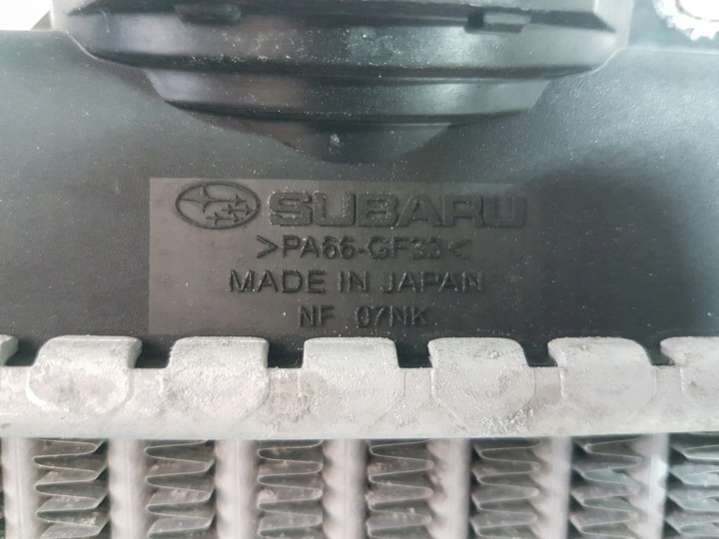 SUBARU
>PA66-GF33<
MADE IN JAPAN
NF 07NK